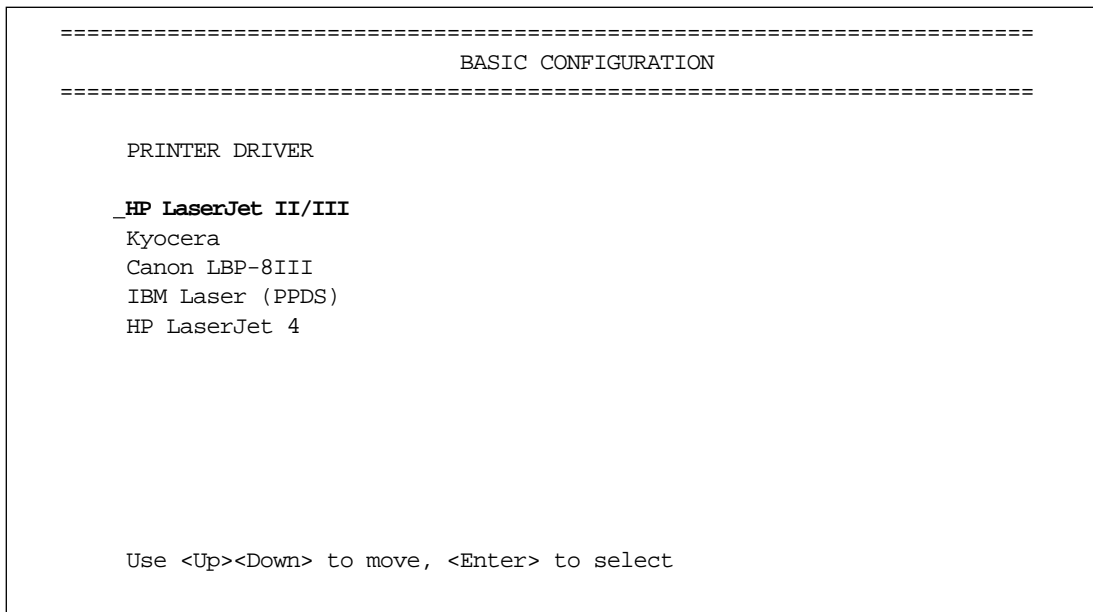 =========================================================================
BASIC CONFIGURATION
=========================================================================
PRINTER DRIVER
_HP LaserJet II/III
Kyocera
Canon LBP-8III
IBM Laser (PPDS)
HP LaserJet 4
Use <Up><Down> to move, <Enter> to select